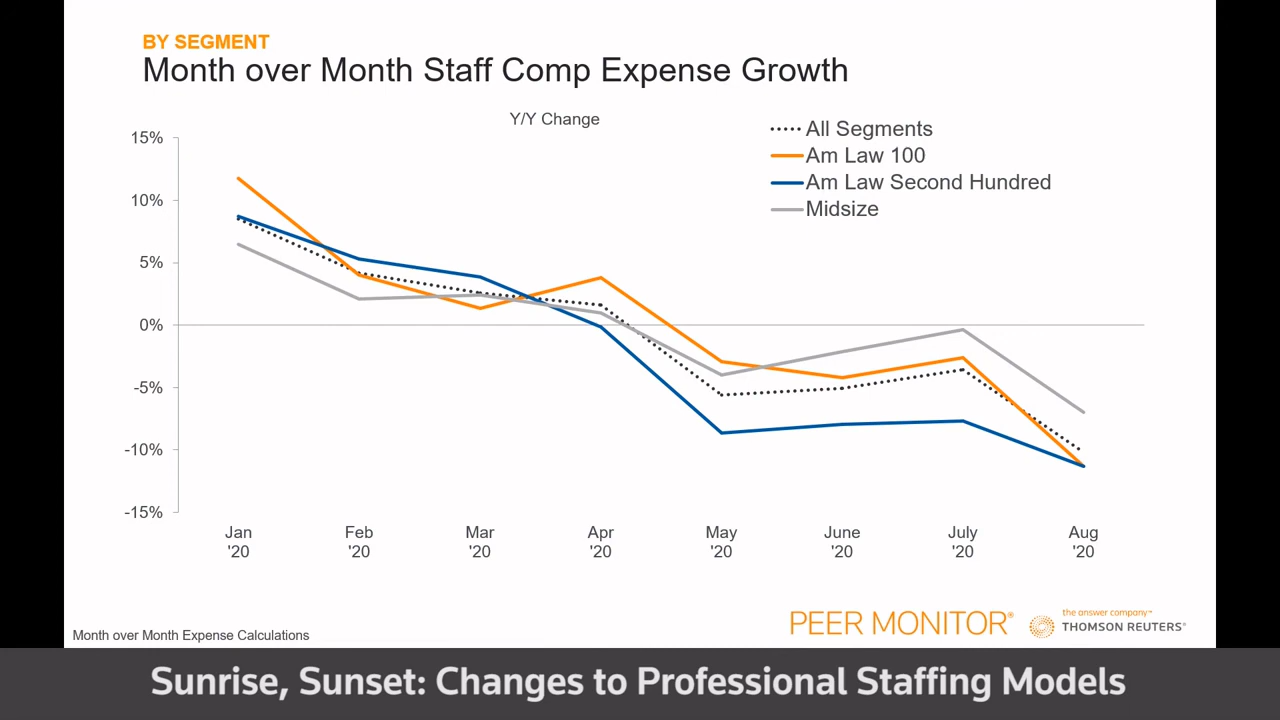 BY SEGMENT
Month over Month Staff Comp Expense Growth
Y/Y Change
All Segments
Am Law 100
Am Law Second Hundred
Midsize
15%
10%
5%
0%
-5%
-10%
-15%
Jan '20
Feb '20
Mar '20
Apr '20
May '20
June '20
July '20
Aug '20
Month over Month Expense Calculations
PEER MONITOR®
the answer company™
THOMSON REUTERS®
Sunrise, Sunset: Changes to Professional Staffing Models